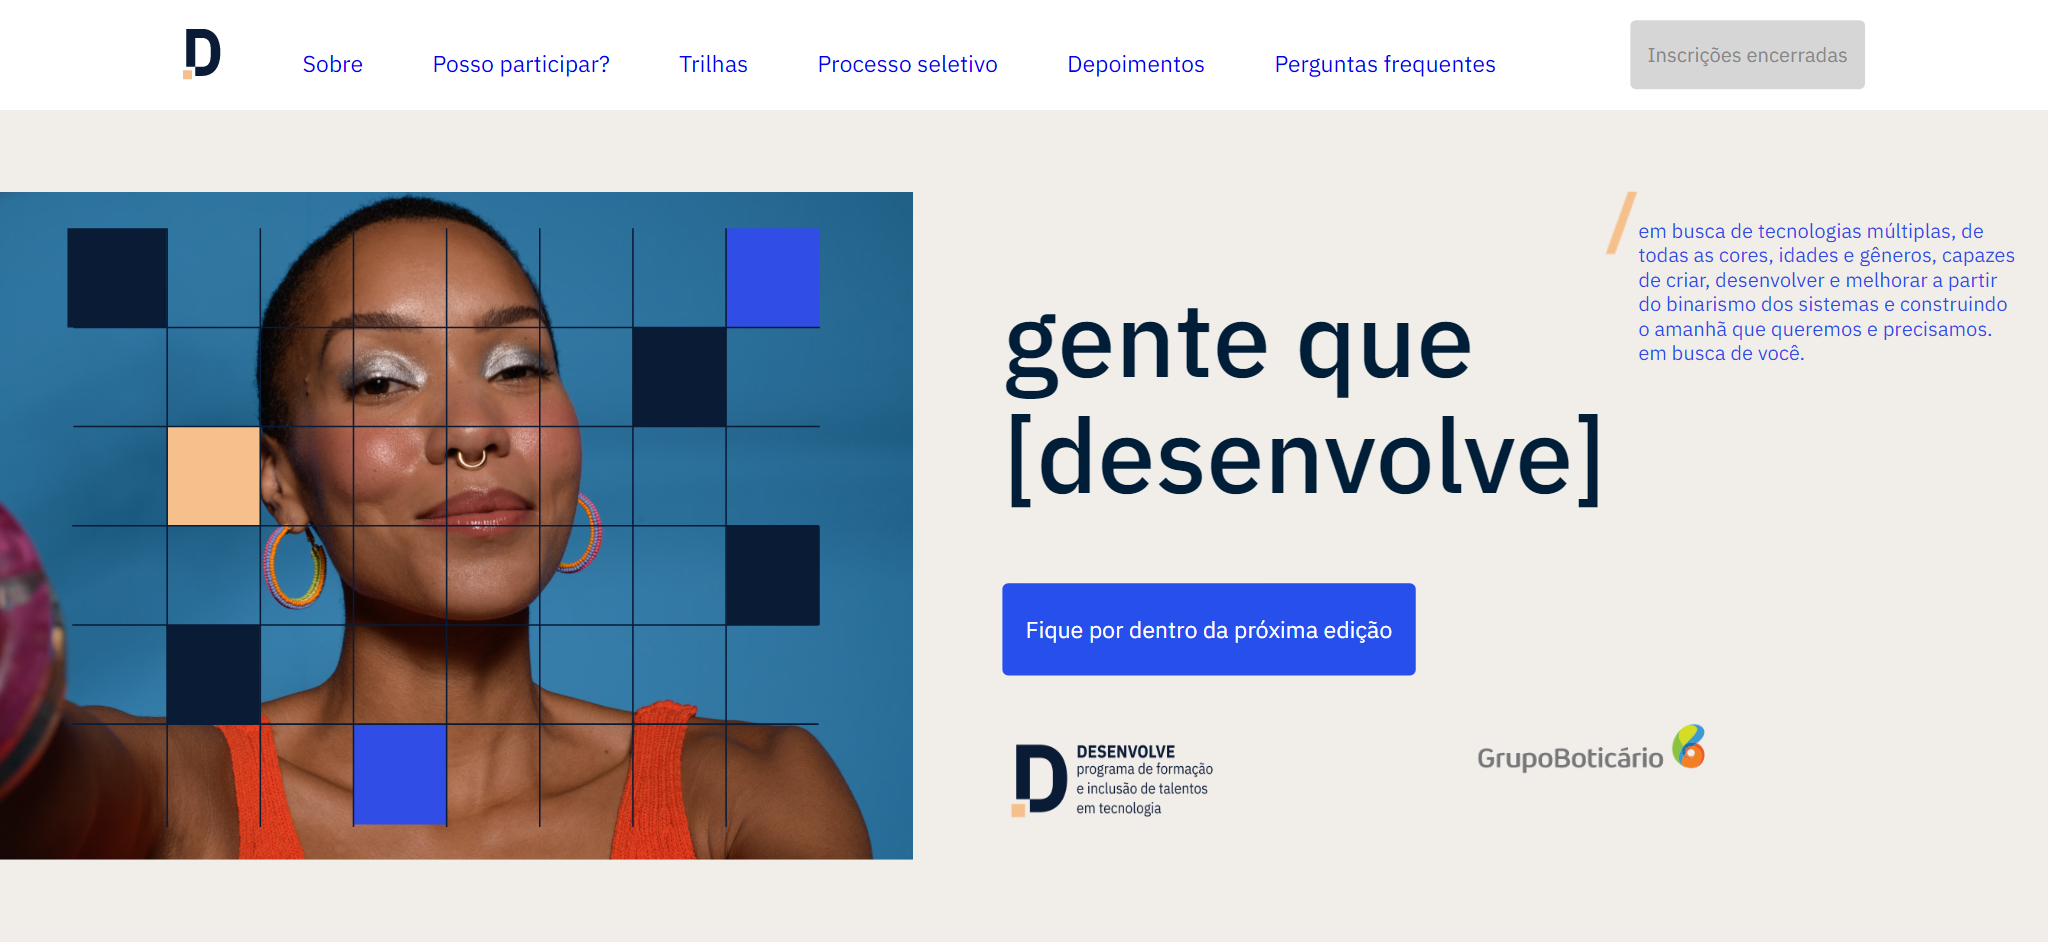 D
Sobre
Posso participar?
Trilhas
Processo seletivo
Depoimentos
Perguntas frequentes
Inscrições encerradas
/
em busca de tecnologias múltiplas, de
todas as cores, idades e gêneros, capazes
de criar, desenvolver e melhorar a partir
do binarismo dos sistemas e construindo
o amanhã que queremos e precisamos.
em busca de você.
gente que
[desenvolve]
Fique por dentro da próxima edição
D
DESENVOLVE
programa de formação
e inclusão de talentos
em tecnologia
GrupoBoticário